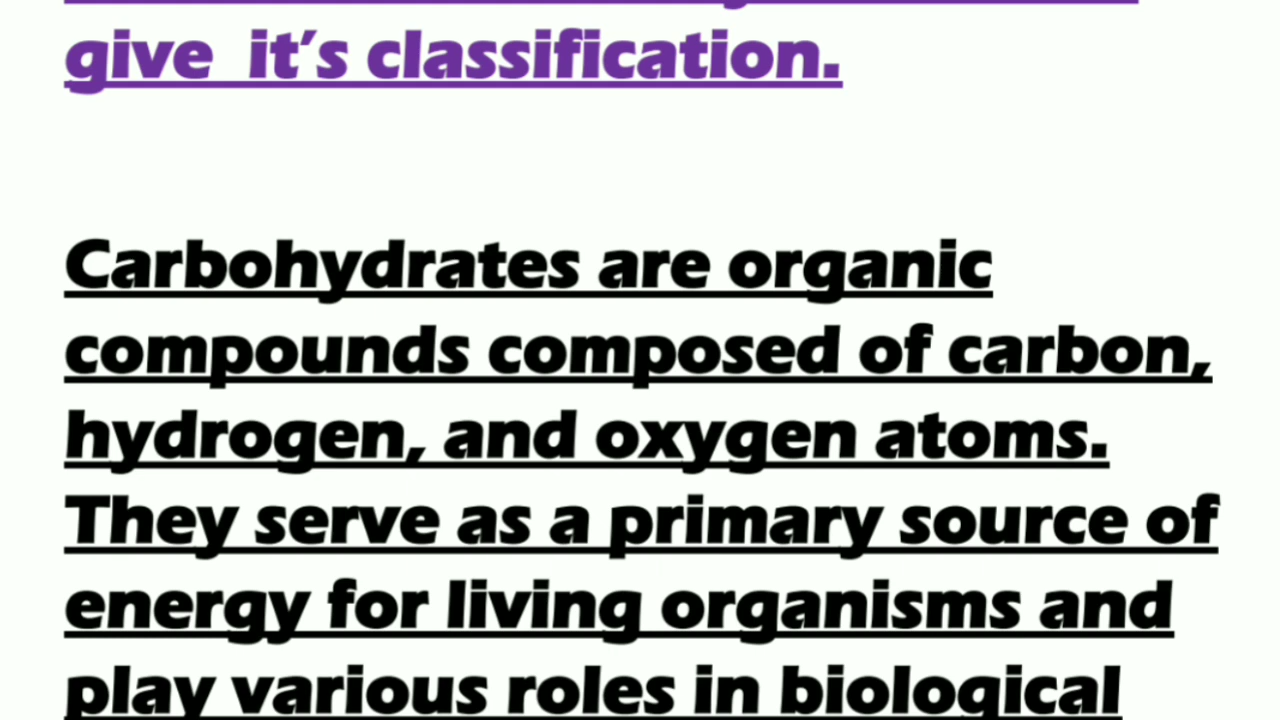 give it’s classification.
Carbohydrates are organic
compounds composed of carbon,
hydrogen, and oxygen atoms.
They serve as a primary source of
energy for living organisms and
play various roles in biological